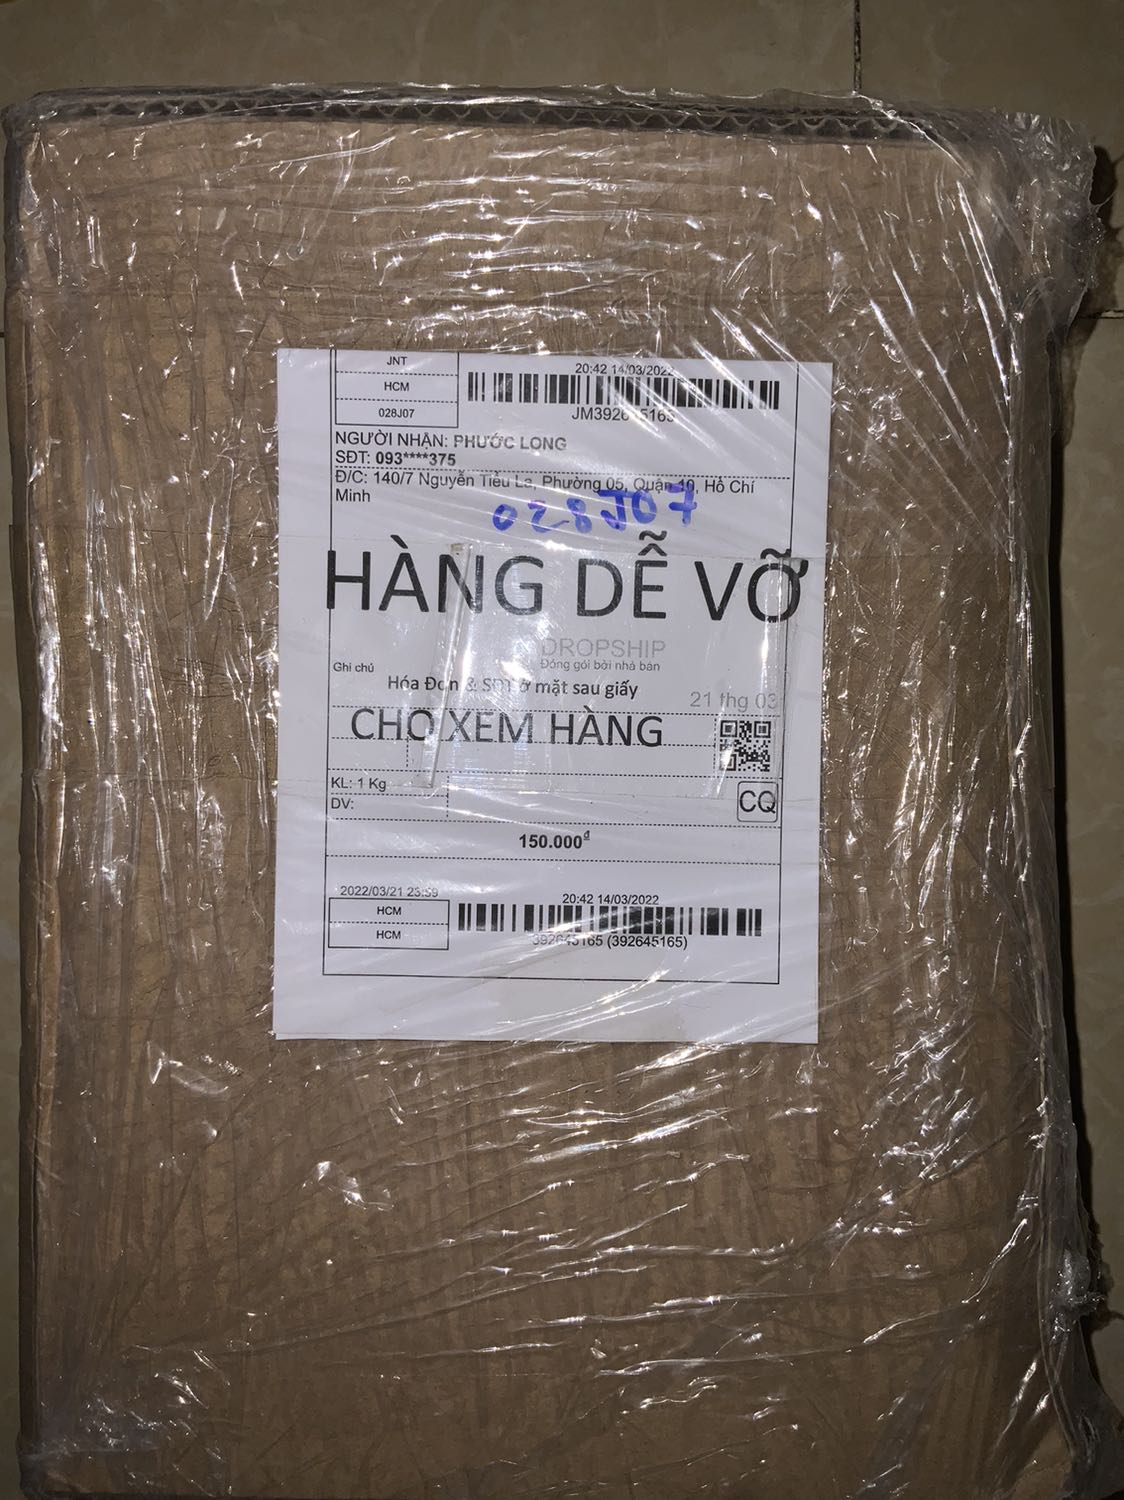 JNT
HCM
028J07
20:42 14/03/2022
JM392645165
NGƯỜI NHẬN: PHƯỚC LONG
SĐT: 093****375
Đ/C: 140/7 Nguyễn Tiểu La, Phường 05, Quận 10, Hồ Chí
Minh
028J07
HÀNG DỄ VỠ
DROPSHIP
Đóng gói bởi nhà bán
Ghi chú
Hóa Đơn & SĐT ở mặt sau giấy
21 thg 03
CHO XEM HÀNG
KL: 1 Kg
CQ
DV:
150.000₫
2022/03/21 23:59
HCM
HCM
20:42 14/03/2022
392645165 (392645165)